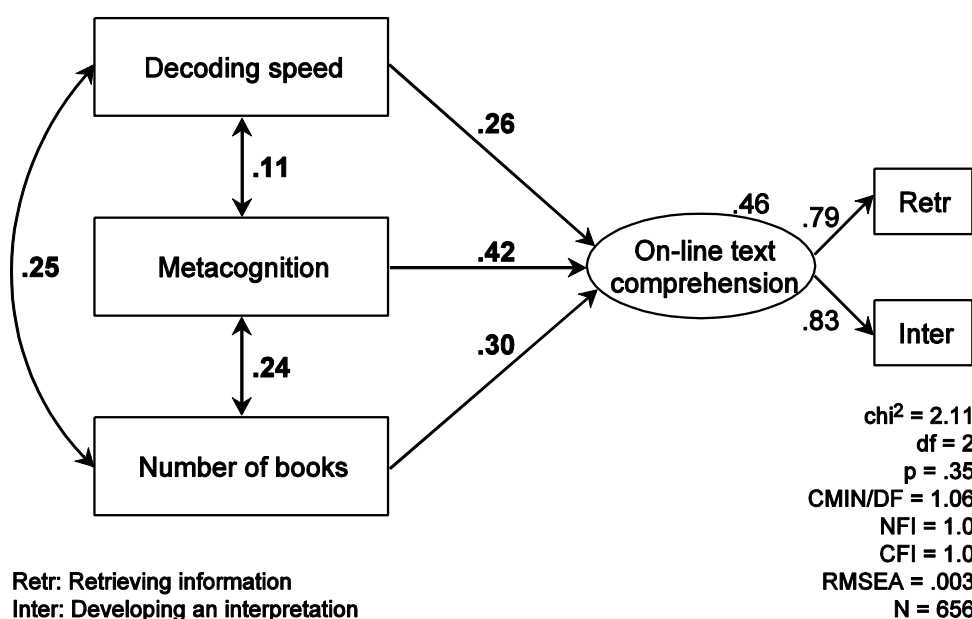 Decoding speed
.26
.11
.46
.79
Retr
.25
Metacognition
.42
On-line text
comprehension
.83
Inter
.30
.24
Number of books
chi2 = 2.11
df = 2
p = .35
CMIN/DF = 1.06
NFI = 1.0
CFI = 1.0
RMSEA = .003
N = 656
Retr: Retrieving information
Inter: Developing an interpretation